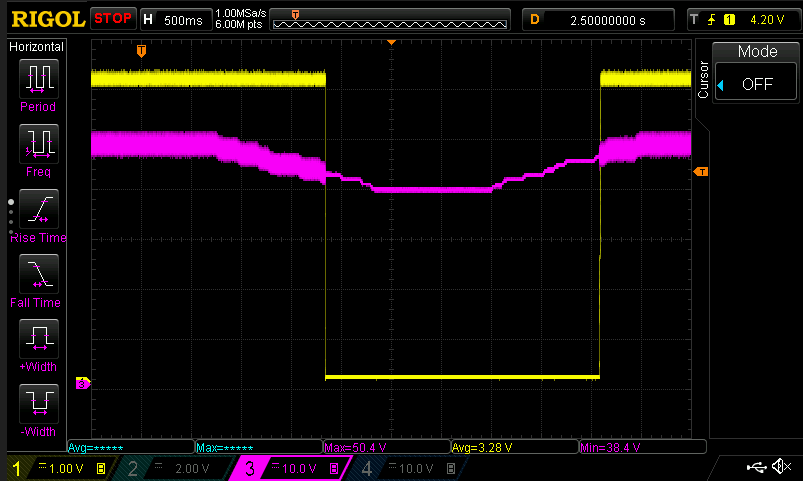 RIGOL STOP H 500ms 1.00MSa/s 6.00M pts T D 2.50000000 s T 1 4.20 V
Horizontal
T
Mode
Cursor
OFF
Period
Freq
T
Rise Time
Fall Time
+Width
3
-Width
Avg=***** Max=***** Max=50.4 V Avg=3.28 V Min=38.4 V
1 1.00 V B 2 2.00 V 3 10.0 V B 4 10.0 V B